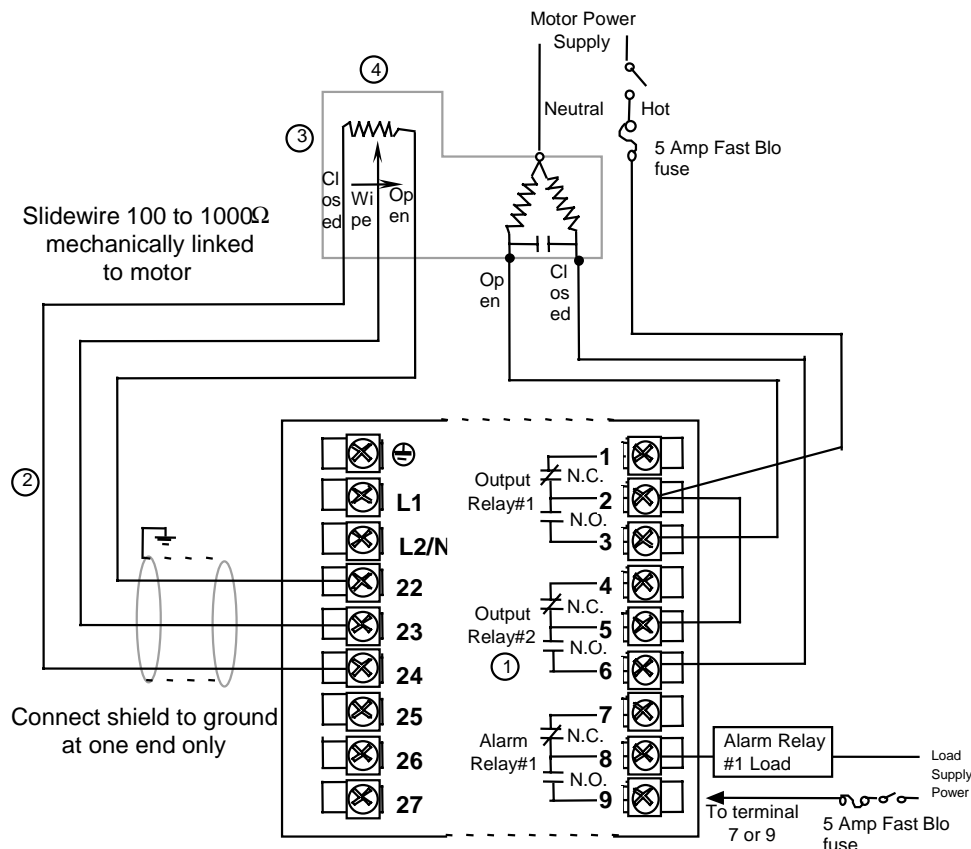 Motor Power
Supply
4
Neutral
Hot
5 Amp Fast Blo
fuse
3
Cl
os
ed
Wi
pe
Op
en
Slidewire 100 to 1000Ω
mechanically linked
to motor
Op
en
Cl
os
ed
2
L1
L2/N
22
23
24
25
26
27
Connect shield to ground
at one end only
Output
Relay#1
N.C.
N.O.
1
2
3
Output
Relay#2
1
N.C.
N.O.
4
5
6
Alarm
Relay#1
N.C.
N.O.
7
8
9
Alarm Relay
#1 Load
Load
Supply
Power
To terminal
7 or 9
5 Amp Fast Blo
fuse